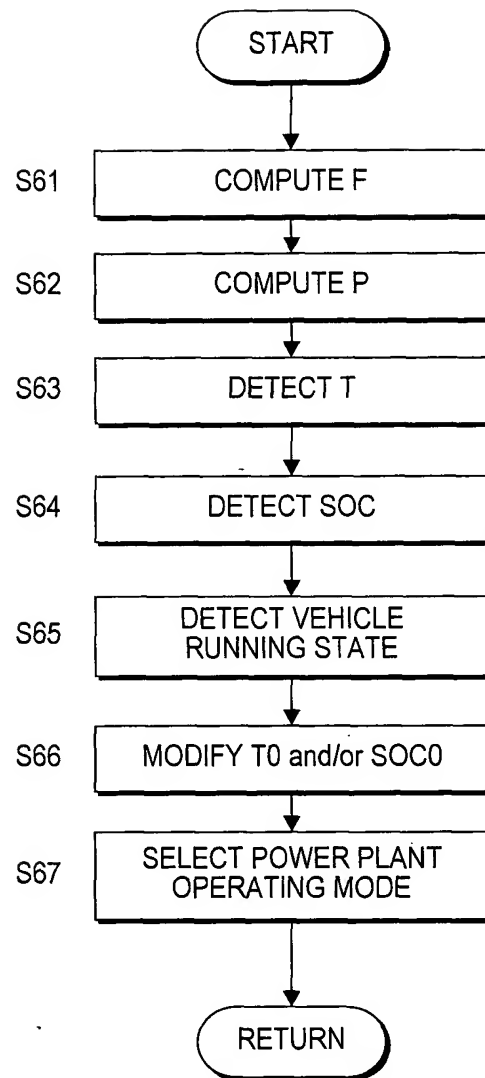 START
S61 COMPUTE F
S62 COMPUTE P
S63 DETECT T
S64 DETECT SOC
S65 DETECT VEHICLE
RUNNING STATE
S66 MODIFY T0 and/or SOC0
S67 SELECT POWER PLANT
OPERATING MODE
RETURN